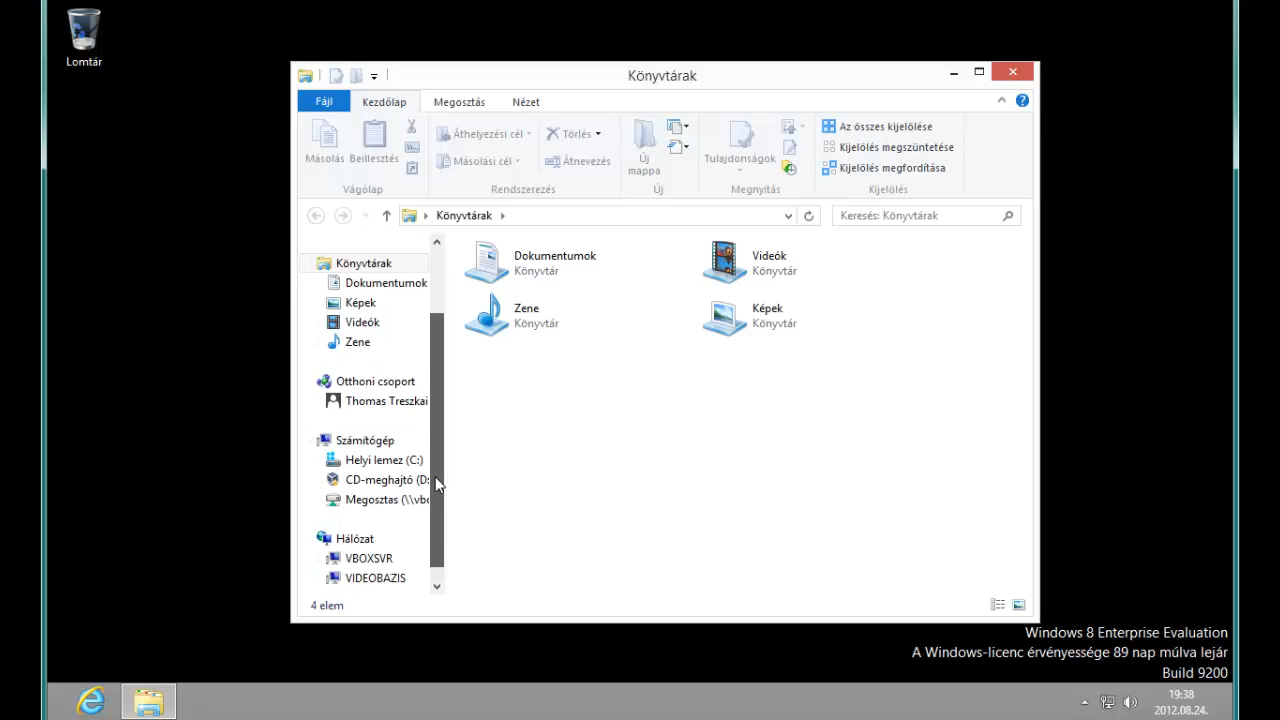 Lomtár
Könyvtárak
Fájl
Kezdőlap
Megosztás
Nézet
Másolás
Beillesztés
Áthelyezési cél
Másolási cél
Törlés
Átnevezés
Új
mappa
Tulajdonságok
Az összes kijelölése
Kijelölés megszüntetése
Kijelölés megfordítása
Vágólap
Rendszerezés
Új
Megnyitás
Kijelölés
Könyvtárak
Keresés: Könyvtárak
Könyvtárak
Dokumentumok
Képek
Videók
Zene
Otthoni csoport
Thomas Treszkai
Számítógép
Helyi lemez (C:)
CD-meghajtó (D:
Megosztas (\\vbo
Hálózat
VBOXSVR
VIDEOBAZIS
Dokumentumok
Könyvtár
Videók
Könyvtár
Zene
Könyvtár
Képek
Könyvtár
4 elem
Windows 8 Enterprise Evaluation
A Windows-licenc érvényessége 89 nap múlva lejár
Build 9200
19:38
2012.08.24.